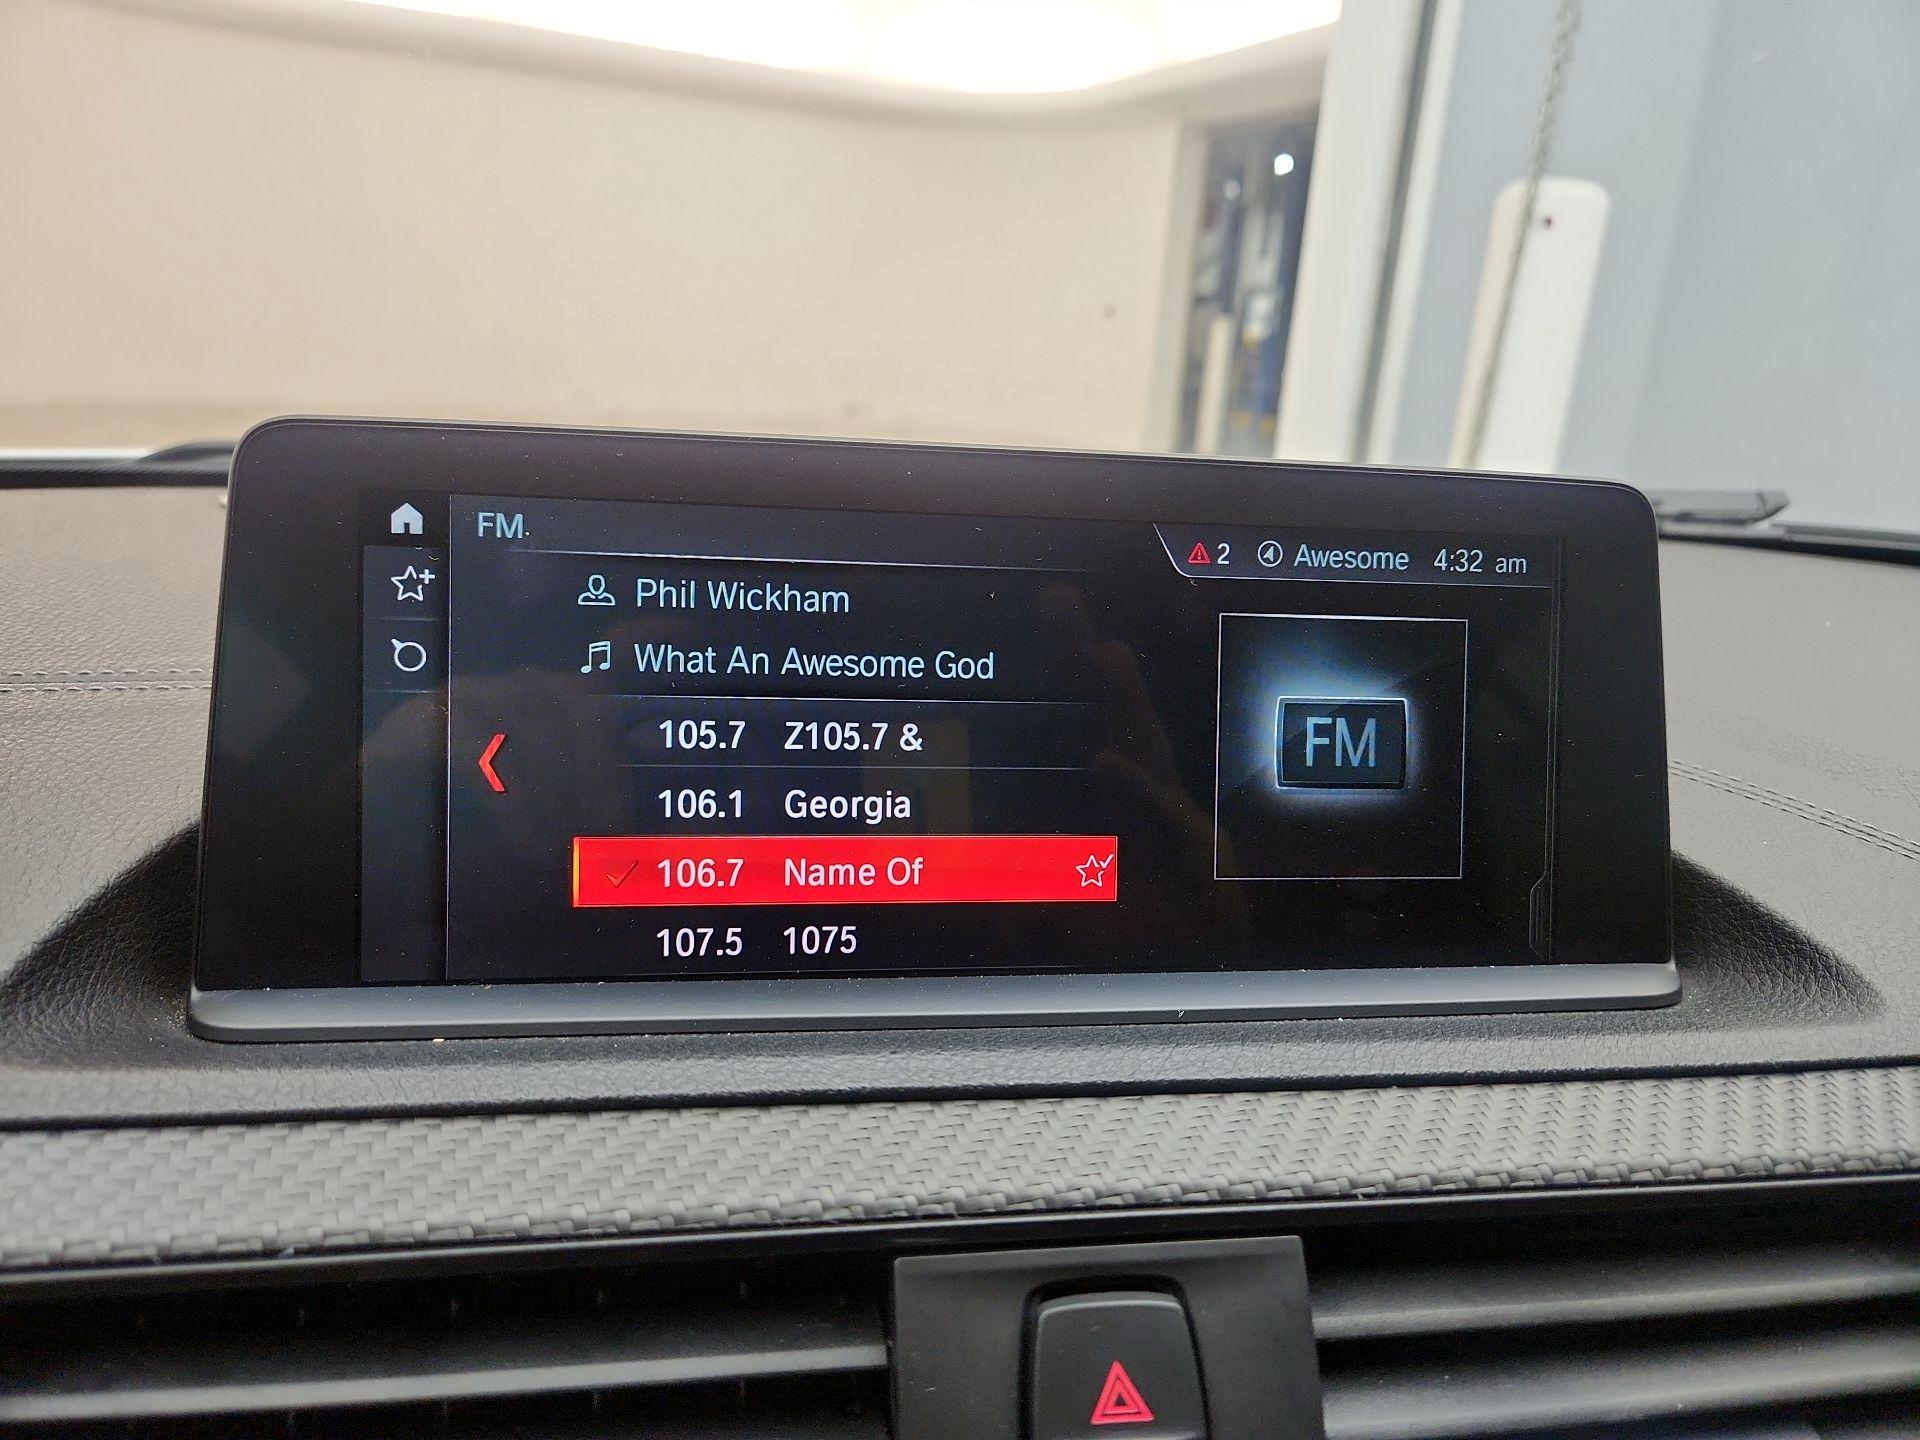 FM
2 Awesome 4:32 am
Phil Wickham
What An Awesome God
105.7 Z105.7 &
106.1 Georgia
106.7 Name Of
107.5 1075
FM